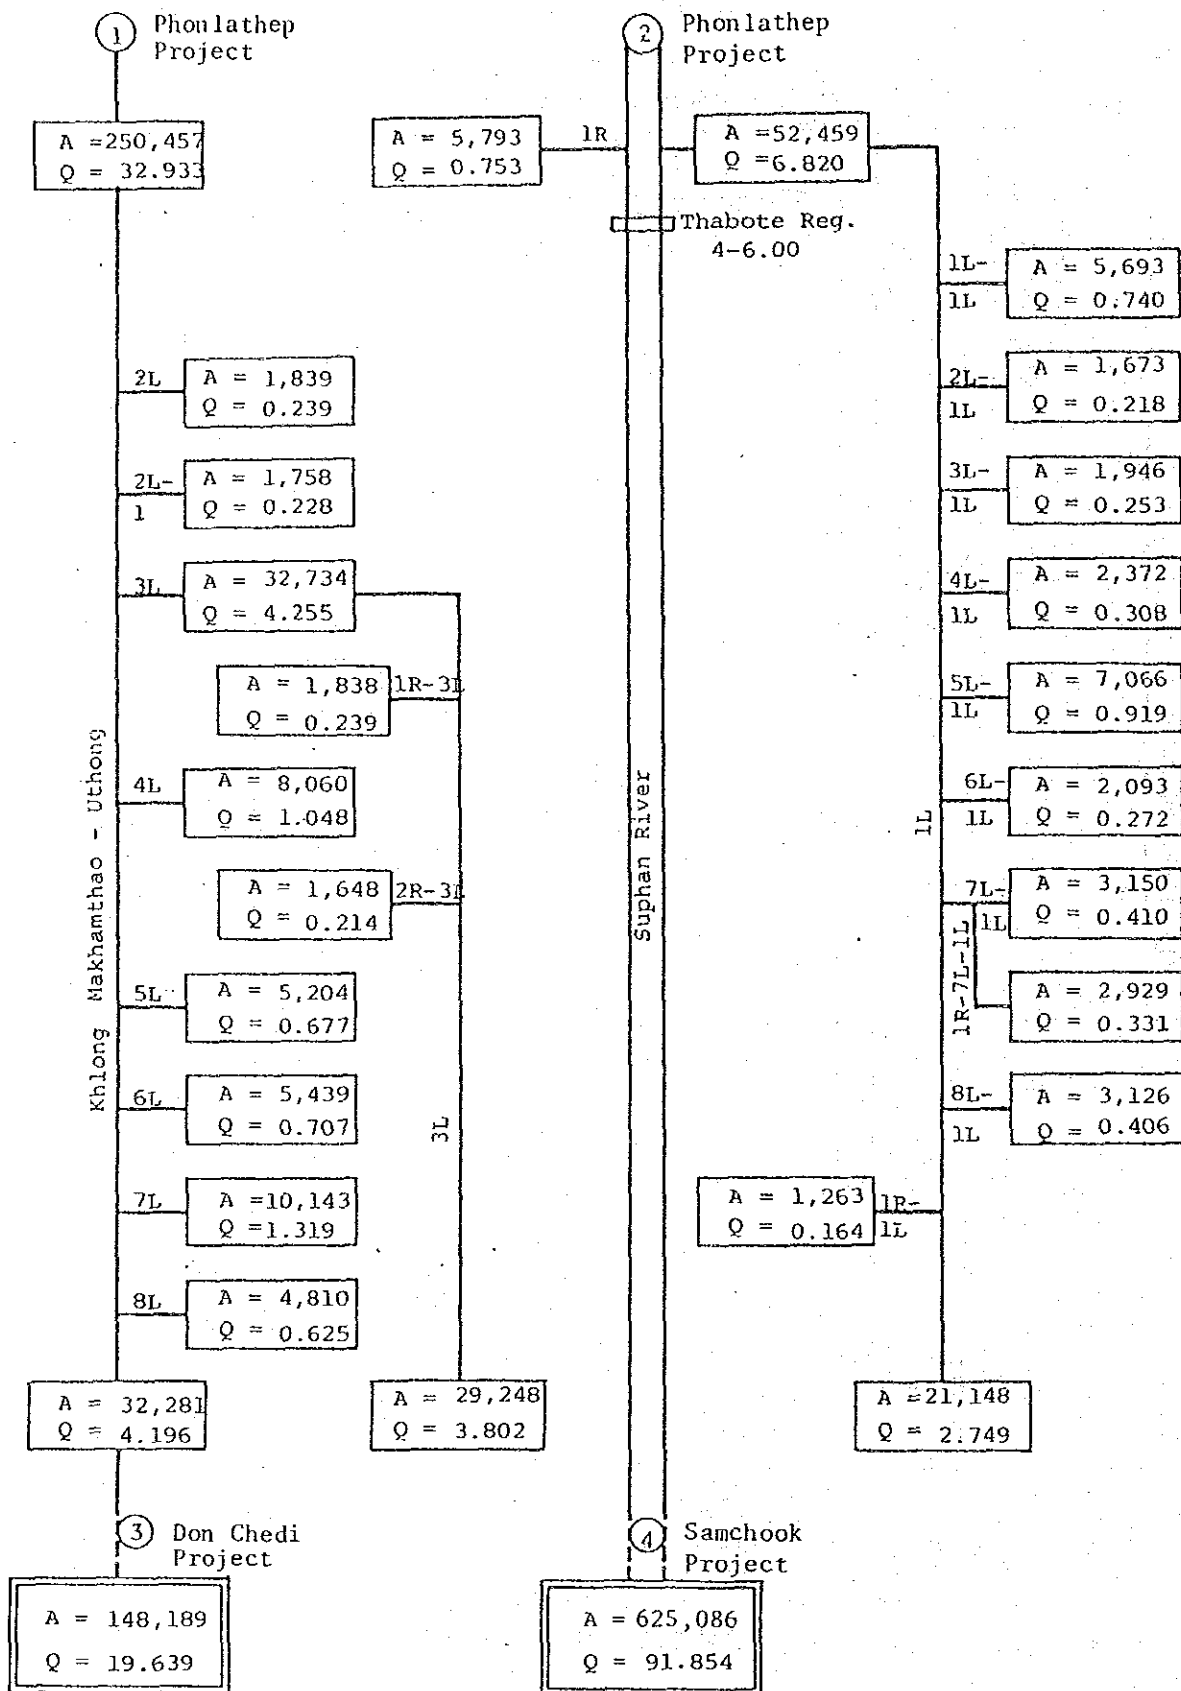 1 Phonlathep
Project
A =250,457
Q = 32.933
2L
A = 1,839
Q = 0.239
2L-
1
A = 1,758
Q = 0.228
3L
A = 32,734
Q = 4.255
A = 1,838
Q = 0.239
1R-3L
4L
A = 8,060
Q = 1.048
A = 1,648
Q = 0.214
2R-3L
5L
A = 5,204
Q = 0.677
6L
A = 5,439
Q = 0.707
7L
A =10,143
Q =1.319
8L
A = 4,810
Q = 0.625
Khlong Makhamthao - Uthong
3L
A = 32,281
Q = 4.196
A = 29,248
Q = 3.802
3 Don Chedi
Project
A = 148,189
Q = 19.639
2 Phonlathep
Project
A = 5,793
Q = 0.753
1R
A =52,459
Q =6.820
Thabote Reg.
4-6.00
Suphan River
1L-
1L
A = 5,693
Q = 0.740
2L-
1L
A = 1,673
Q = 0.218
3L-
1L
A = 1,946
Q = 0.253
4L-
1L
A = 2,372
Q = 0.308
5L-
1L
A = 7,066
Q = 0.919
6L-
1L
A = 2,093
Q = 0.272
1L
7L-
1L
A = 3,150
Q = 0.410
1R-7L-1L
A = 2,929
Q = 0.331
8L-
1L
A = 3,126
Q = 0.406
A = 1,263
Q = 0.164
1R-
1L
A =21,148
Q = 2.749
4 Samchook
Project
A = 625,086
Q = 91.854